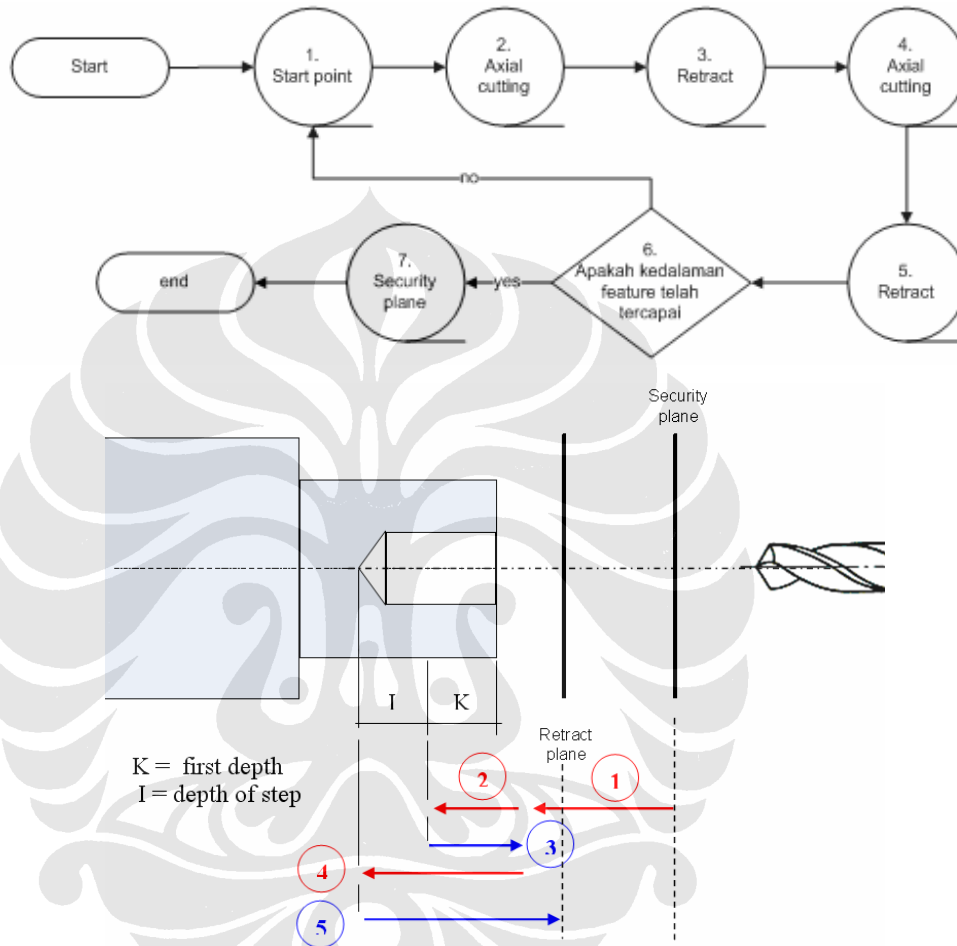 Start
1.
Start point
2.
Axial
cutting
3.
Retract
4.
Axial
cutting
no
end
7.
Security
plane
yes
6.
Apakah kedalaman
feature telah
tercapai
5.
Retract
Security
plane
I
K
Retract
plane
K = first depth
I = depth of step
2
1
3
4
5